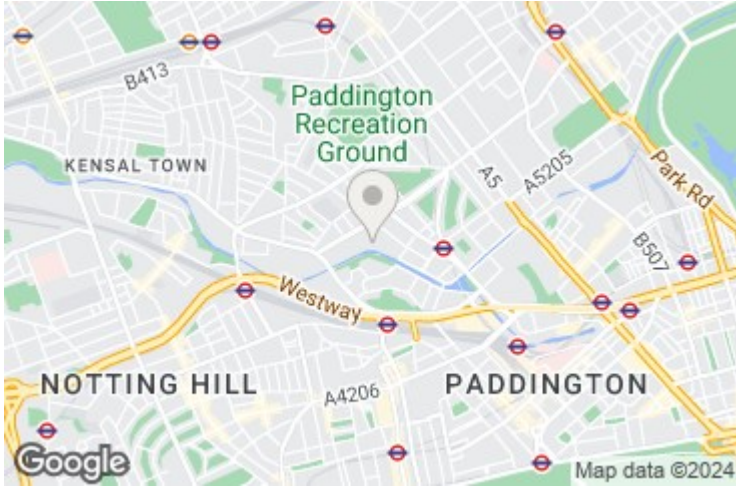 B413
Paddington
Recreation
Ground
KENSAL TOWN
A5
A5205
Park Rd
B507
Westway
NOTTING HILL
PADDINGTON
A4206
Google
Map data ©2024